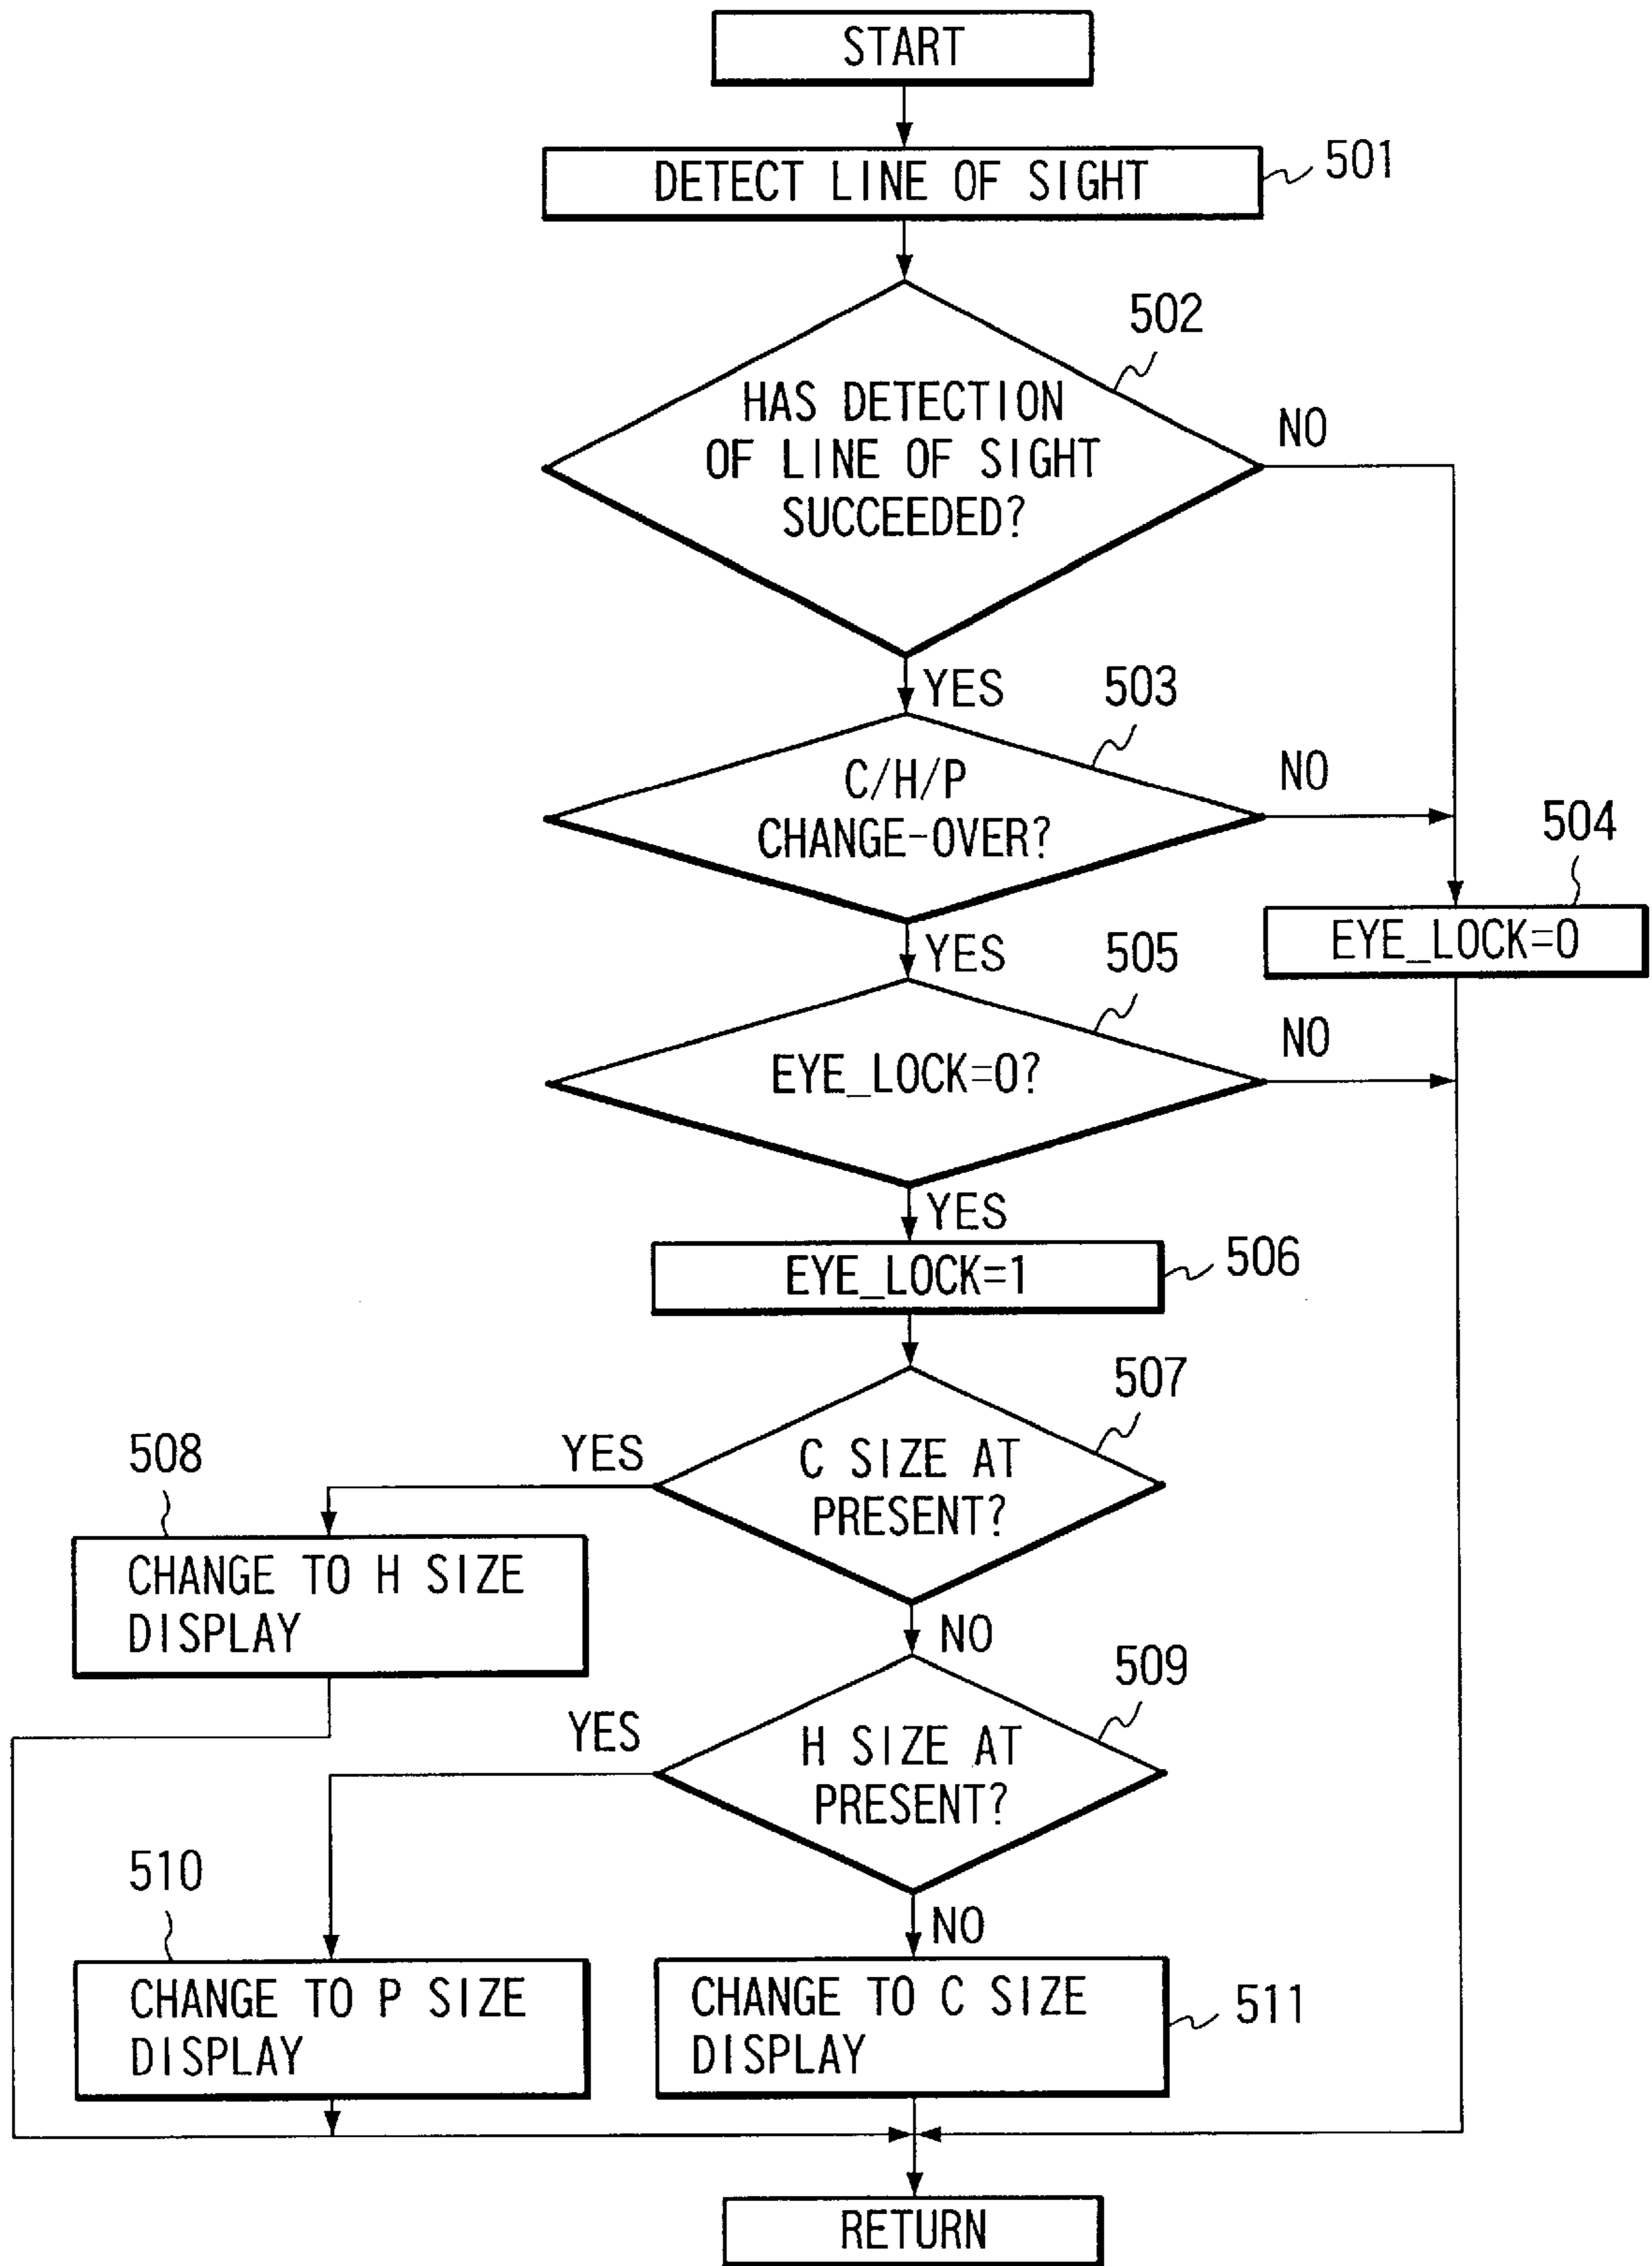 START
DETECT LINE OF SIGHT
501
502
HAS DETECTION
OF LINE OF SIGHT
SUCCEEDED?
NO
YES
503
C/H/P
CHANGE-OVER?
NO
504
EYE_LOCK=0
YES
505
EYE_LOCK=0?
NO
YES
EYE_LOCK=1
506
507
C SIZE AT
PRESENT?
YES
508
CHANGE TO H SIZE
DISPLAY
NO
509
H SIZE AT
PRESENT?
YES
510
CHANGE TO P SIZE
DISPLAY
NO
CHANGE TO C SIZE
DISPLAY
511
RETURN